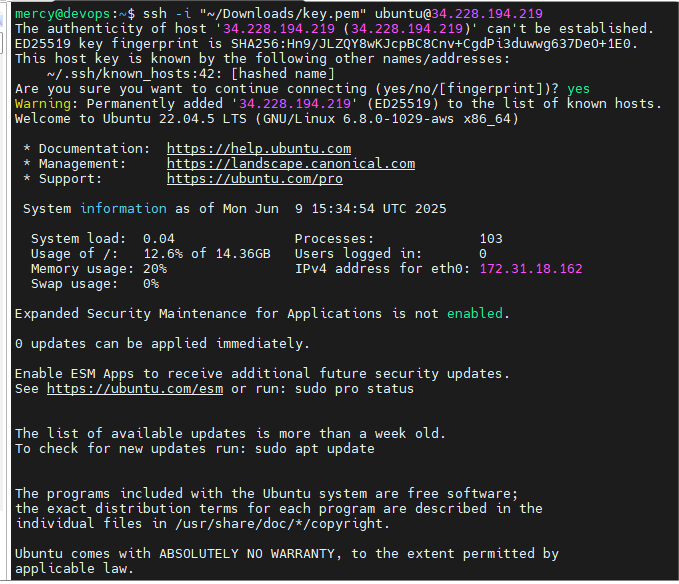 mercy@devops:~$ ssh -i "~/Downloads/key.pem" ubuntu@34.228.194.219
The authenticity of host '34.228.194.219 (34.228.194.219)' can't be established.
ED25519 key fingerprint is SHA256:Hn9/JLZQY8wKJcpBC8Cnv+CgdPi3duwwg637DeO+1E0.
This host key is known by the following other names/addresses:
    ~/.ssh/known_hosts:42: [hashed name]
Are you sure you want to continue connecting (yes/no/[fingerprint])? yes
Warning: Permanently added '34.228.194.219' (ED25519) to the list of known hosts.
Welcome to Ubuntu 22.04.5 LTS (GNU/Linux 6.8.0-1029-aws x86_64)
 * Documentation:  https://help.ubuntu.com
 * Management:     https://landscape.canonical.com
 * Support:        https://ubuntu.com/pro
 System information as of Mon Jun  9 15:34:54 UTC 2025
  System load:  0.04               Processes:             103
  Usage of /:   12.6% of 14.36GB   Users logged in:       0
  Memory usage: 20%                IPv4 address for eth0: 172.31.18.162
  Swap usage:   0%
Expanded Security Maintenance for Applications is not enabled.
0 updates can be applied immediately.
Enable ESM Apps to receive additional future security updates.
See https://ubuntu.com/esm or run: sudo pro status
The list of available updates is more than a week old.
To check for new updates run: sudo apt update
The programs included with the Ubuntu system are free software;
the exact distribution terms for each program are described in the
individual files in /usr/share/doc/*/copyright.
Ubuntu comes with ABSOLUTELY NO WARRANTY, to the extent permitted by
applicable law.